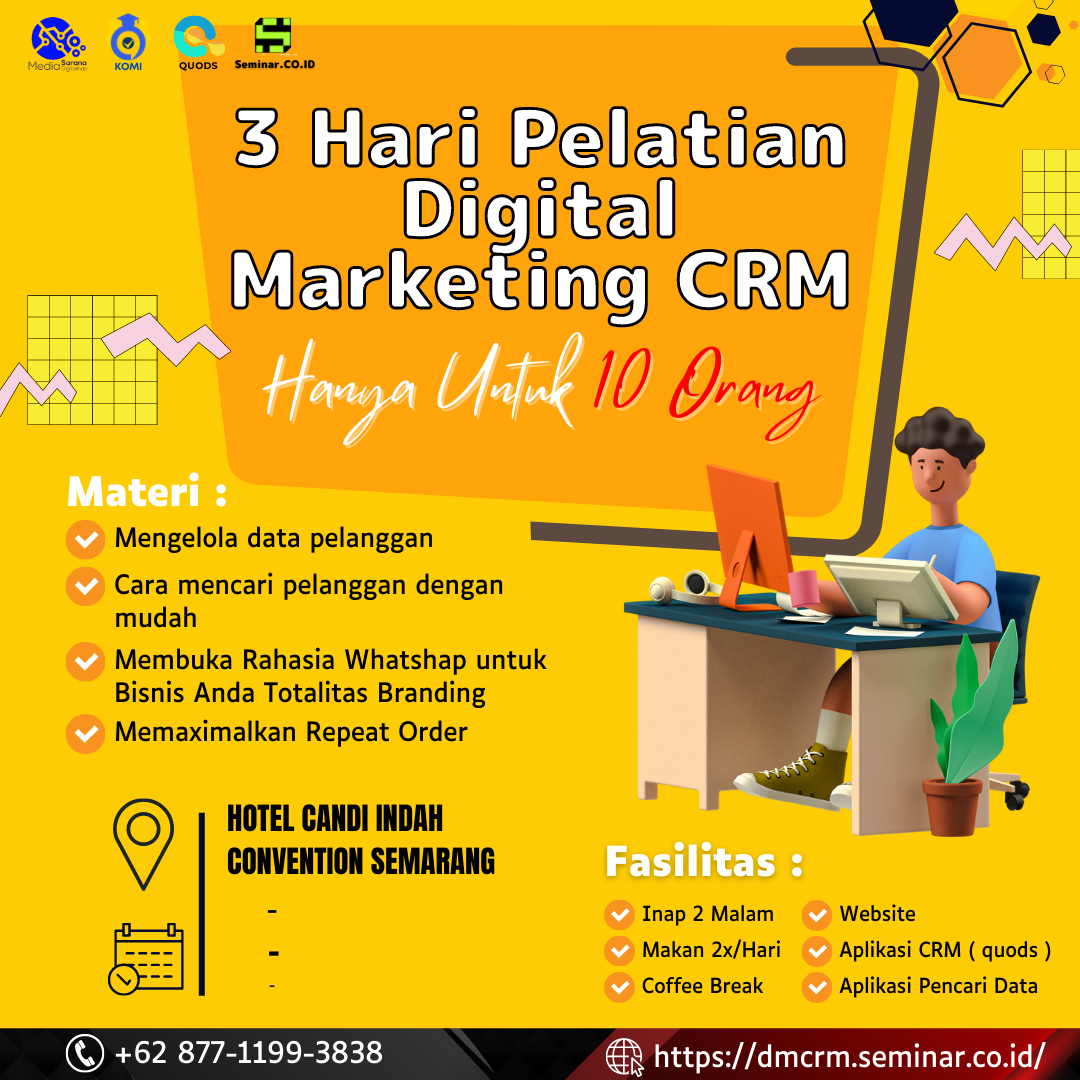 Media Sarana Digitalindo
KOMI
QUODS
Seminar.CO.ID
3 Hari Pelatian
Digital
Marketing CRM
Hanya Untuk 10 Orang
Materi :
Mengelola data pelanggan
Cara mencari pelanggan dengan
mudah
Membuka Rahasia Whatshap untuk
Bisnis Anda Totalitas Branding
Memaximalkan Repeat Order
HOTEL CANDI INDAH
CONVENTION SEMARANG
-
-
-
Fasilitas :
Inap 2 Malam
Makan 2x/Hari
Coffee Break
Website
Aplikasi CRM ( quods )
Aplikasi Pencari Data
+62 877-1199-3838
https://dmcrm.seminar.co.id/